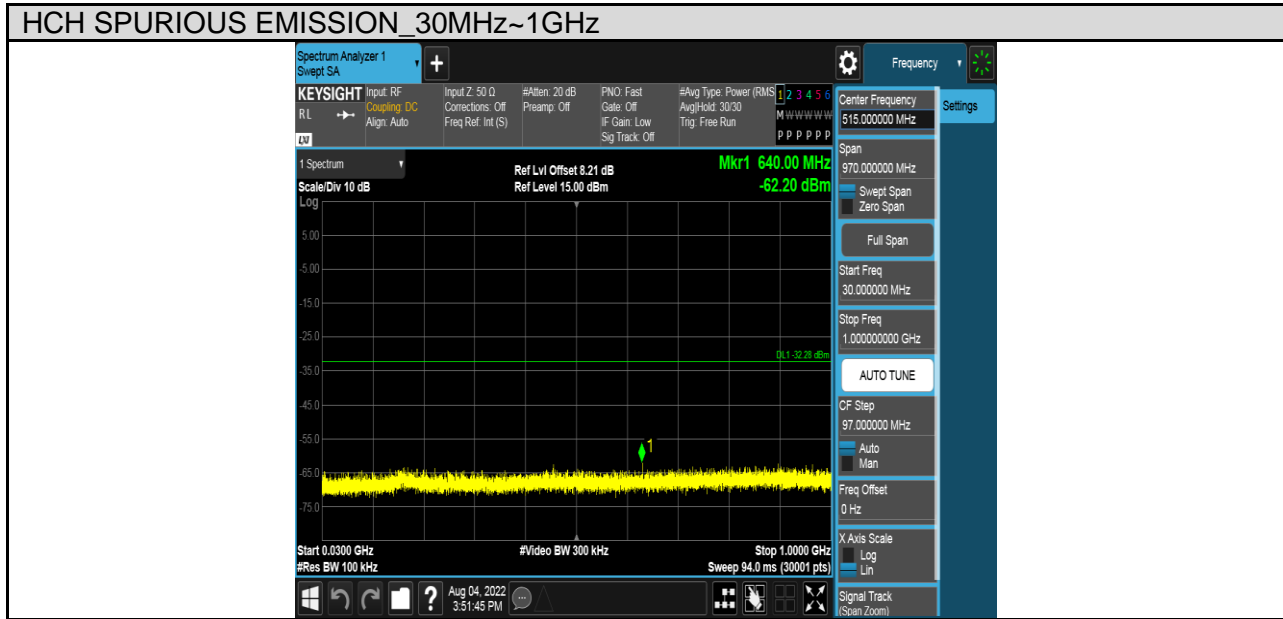 HCH SPURIOUS EMISSION_30MHz~1GHz
Spectrum Analyzer 1
Swept SA
Frequency
KEYSIGHT
RL
LXI
Input: RF
Coupling: DC
Align: Auto
Input Z: 50 Ω
Corrections: Off
Freq Ref: Int (S)
#Atten: 20 dB
Preamp: Off
PNO: Fast
Gate: Off
IF Gain: Low
Sig Track: Off
#Avg Type: Power (RMS
Avg|Hold: 30/30
Trig: Free Run
1 2 3 4 5 6
M W W W W W
P P P P P P
Center Frequency
515.000000 MHz
Settings
1 Spectrum
Scale/Div 10 dB
Ref Lvl Offset 8.21 dB
Ref Level 15.00 dBm
Mkr1 640.00 MHz
-62.20 dBm
Log
5.00
-5.00
-15.0
-25.0
-35.0
-45.0
-55.0
-65.0
-75.0
DL1 -32.28 dBm
1
Start 0.0300 GHz
#Res BW 100 kHz
#Video BW 300 kHz
Stop 1.0000 GHz
Sweep 94.0 ms (30001 pts)
Span
970.000000 MHz
Swept Span
Zero Span
Full Span
Start Freq
30.000000 MHz
Stop Freq
1.000000000 GHz
AUTO TUNE
CF Step
97.000000 MHz
Auto
Man
Freq Offset
0 Hz
X Axis Scale
Log
Lin
Signal Track
(Span Zoom)
?
Aug 04, 2022
3:51:45 PM